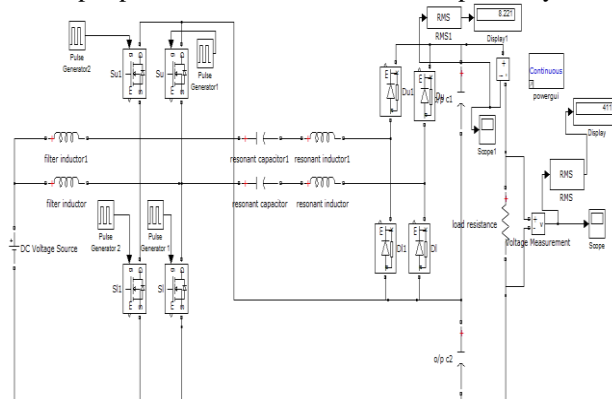 Pulse
Generator2
Su1
Su
Pulse
Generator1
RMS
RMS1
8.221
Display1
Continuous
powergui
Du1
Du
o/p c1
Scope1
411
Display
RMS
RMS
filter inductor1
resonant capacitor1
resonant inductor1
filter inductor
resonant capacitor
resonant inductor
load resistance
Voltage Measurement
Scope
DC Voltage Source
Pulse
Generator 2
Pulse
Generator 1
Sl1
Sl
Dl1
Dl
o/p c2